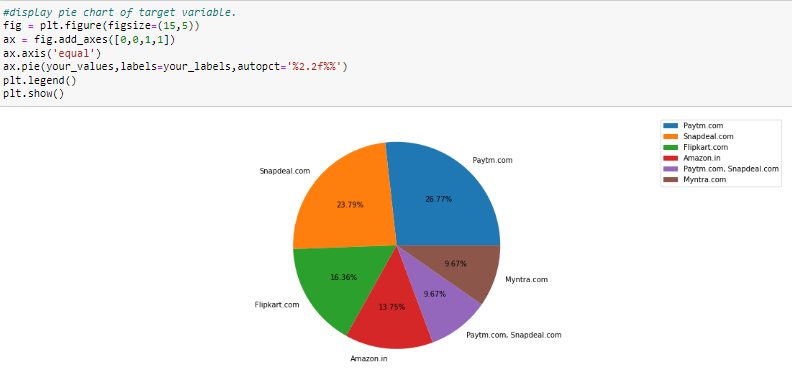 #display pie chart of target variable.
fig = plt.figure(figsize=(15,5))
ax = fig.add_axes([0,0,1,1])
ax.axis('equal')
ax.pie(your_values,labels=your_labels,autopct='%2.2f%%')
plt.legend()
plt.show()
Paytm.com
Snapdeal.com
Flipkart.com
Amazon.in
Paytm.com, Snapdeal.com
Myntra.com
Paytm.com
Snapdeal.com
26.77%
23.79%
9.67%
16.36%
Myntra.com
9.67%
Flipkart.com
13.75%
Paytm.com, Snapdeal.com
Amazon.in